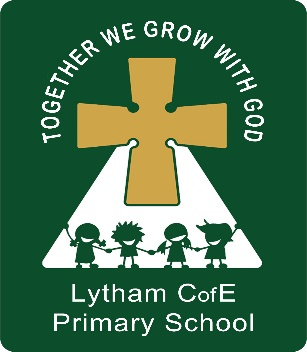 TOGETHER WE GROW WITH GOD
Lytham CofE
Primary School